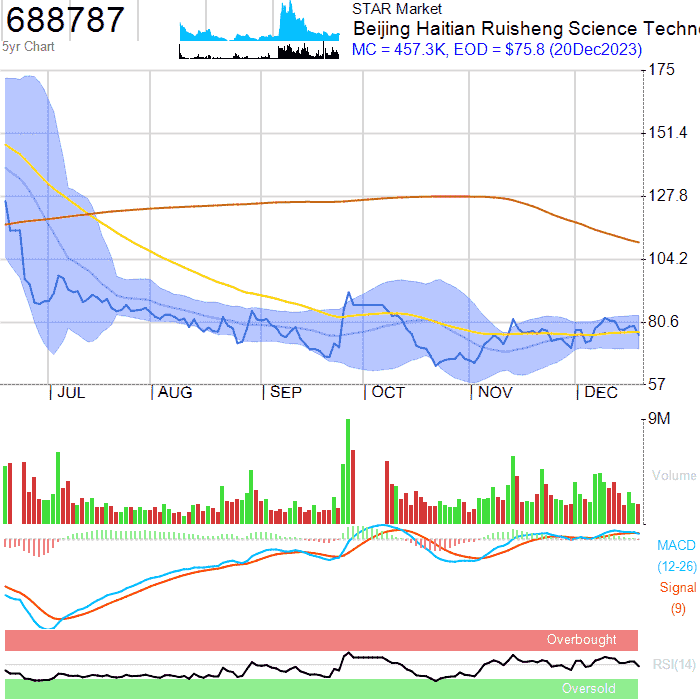 688787
5yr Chart
STAR Market
Beijing Haitian Ruisheng Science Techn
MC = 457.3K, EOD = $75.8 (20Dec2023)
175
151.4
127.8
104.2
80.6
57
JUL AUG SEP OCT NOV DEC
9M
Volume
MACD
(12-26)
Signal
(9)
Overbought
RSI(14)
Oversold